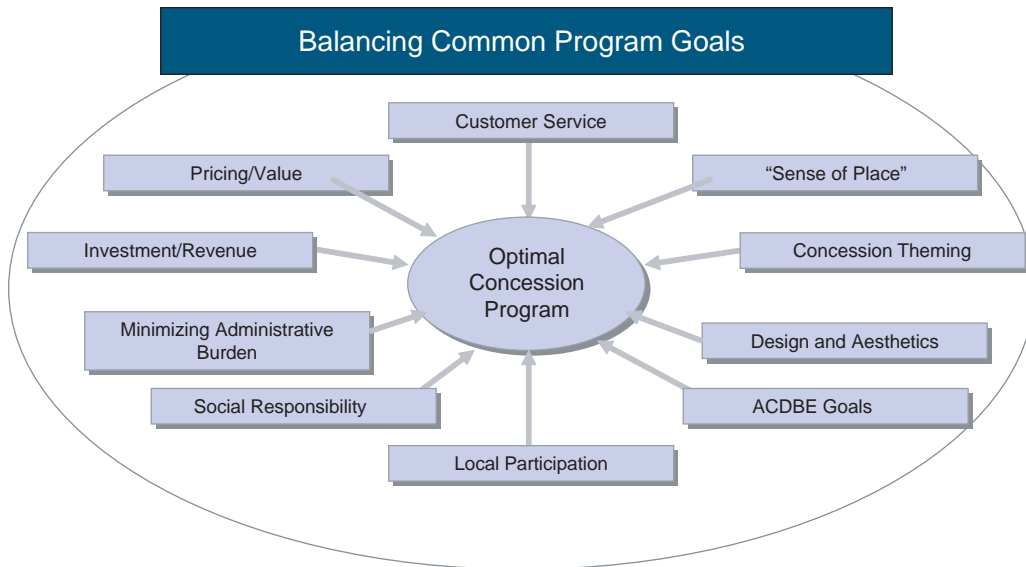 Balancing Common Program Goals
Customer Service
Pricing/Value
“Sense of Place”
Investment/Revenue
Optimal
Concession
Program
Concession Theming
Minimizing Administrative
Burden
Design and Aesthetics
Social Responsibility
ACDBE Goals
Local Participation